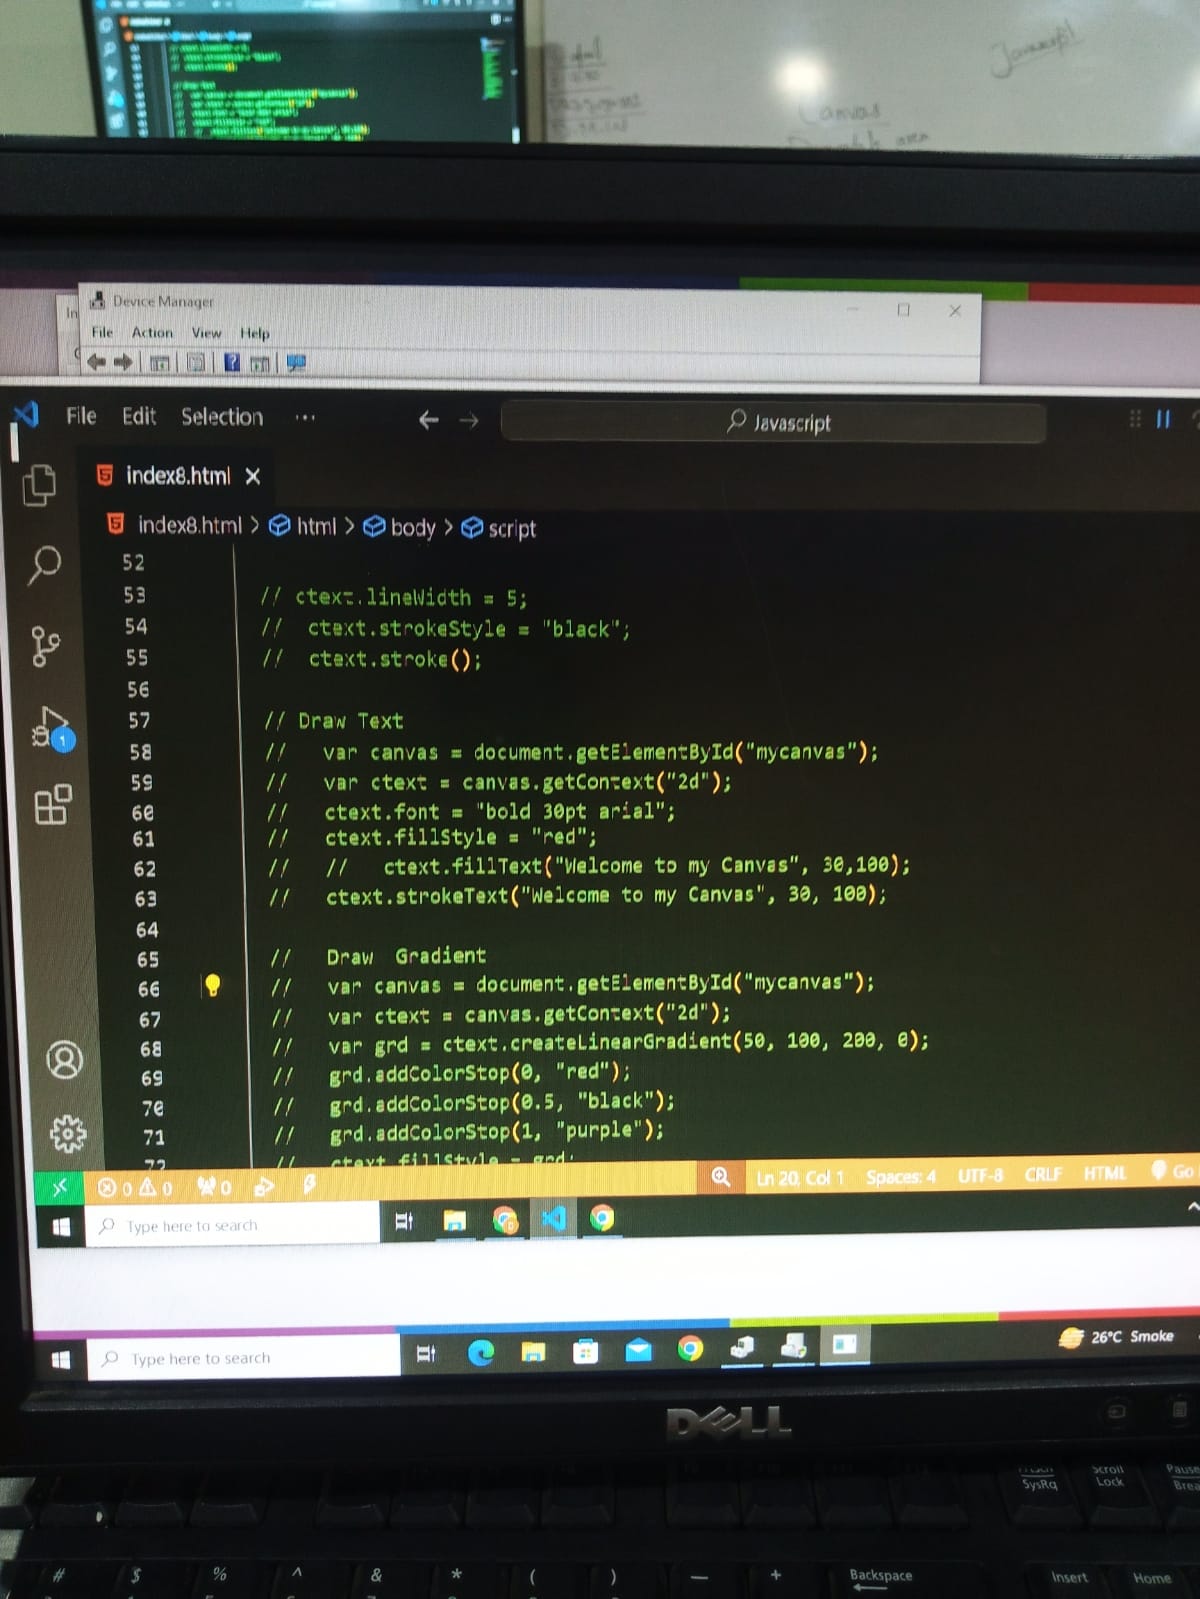 Javascript
Canvas
Device Manager
File Action View Help
File Edit Selection ···
Javascript
index8.html
index8.html > html > body > script
52
53 // ctext.lineWidth = 5;
54 // ctext.strokeStyle = "black";
55 // ctext.stroke();
56
57 // Draw Text
58 // var canvas = document.getElementById("mycanvas");
59 // var ctext = canvas.getContext("2d");
60 // ctext.font = "bold 30pt arial";
61 // ctext.fillStyle = "red";
62 // // ctext.fillText("Welcome to my Canvas", 30,100);
63 // ctext.strokeText("Welcome to my Canvas", 30, 100);
64
65 // Draw Gradient
66 // var canvas = document.getElementById("mycanvas");
67 // var ctext = canvas.getContext("2d");
68 // var grd = ctext.createLinearGradient(50, 100, 200, 0);
69 // grd.addColorStop(0, "red");
70 // grd.addColorStop(0.5, "black");
71 // grd.addColorStop(1, "purple");
72 // ctext.fillStyle = grd;
1
0 0 0 Ln 20, Col 1 Spaces: 4 UTF-8 CRLF HTML Go
Type here to search
Type here to search
26°C Smoke
DELL
SysRq Scroll Lock Pause
# $ % ^ & * ( ) — + Backspace Insert Home